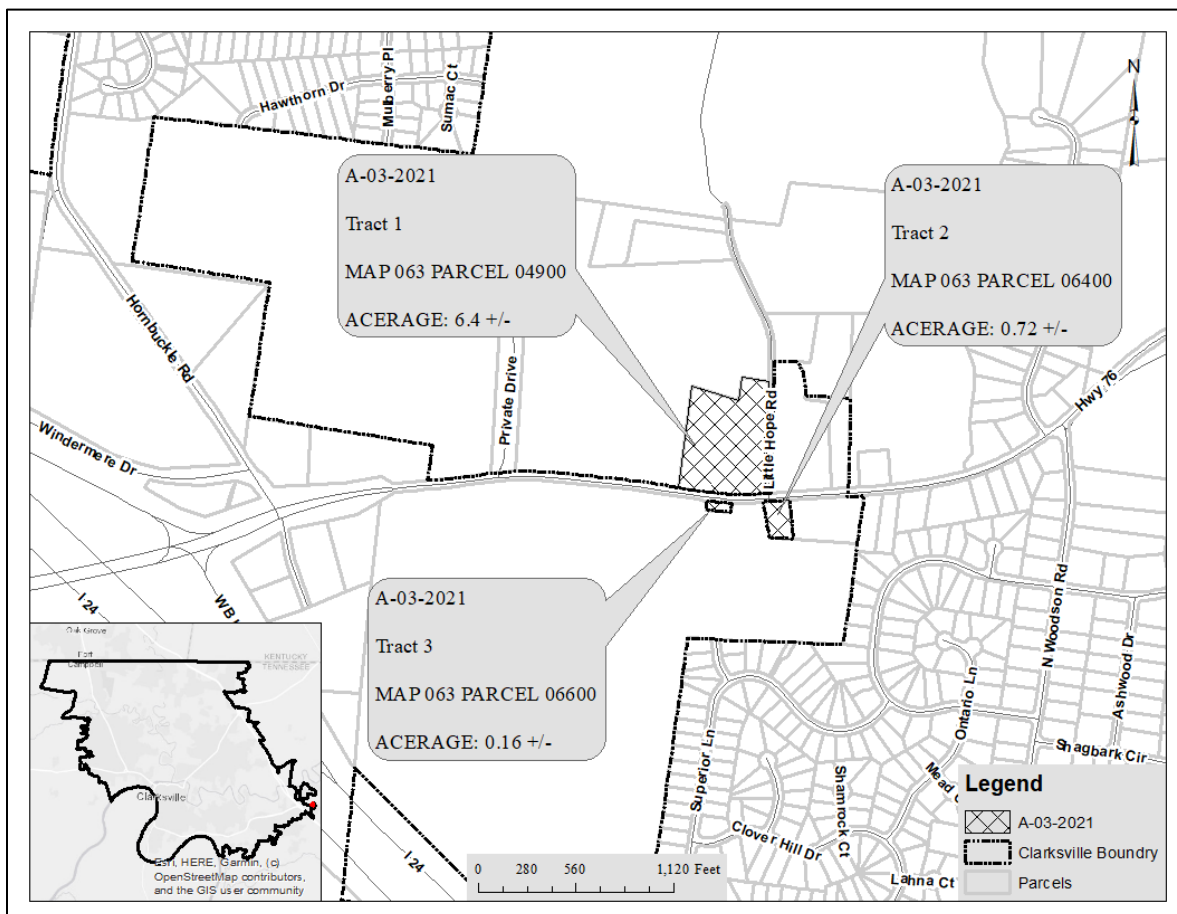 Hawthorn Dr
Mulberry Pl
Sumac Ct
N
A-03-2021
Tract 1
MAP 063 PARCEL 04900
ACERAGE: 6.4 +/-
A-03-2021
Tract 2
MAP 063 PARCEL 06400
ACERAGE: 0.72 +/-
Hornbuckle Rd
Private Drive
Little Hope Rd
Hwy 76
Windermere Dr
I 24
WB
A-03-2021
Tract 3
MAP 063 PARCEL 06600
ACERAGE: 0.16 +/-
N Woodson Rd
Ashwood Dr
Ontario Ln
Shagbark Cir
Superior Ln
Shamrock Ct
Mead
Clover Hill Dr
Lahna Ct
I 24
Oak Grove
Fort
Campbell
KENTUCKY
TENNESSEE
Clarksville
Esri, HERE, Garmin, (c)
OpenStreetMap contributors,
and the GIS user community
0 280 560 1,120 Feet
Legend
A-03-2021
Clarksville Boundry
Parcels